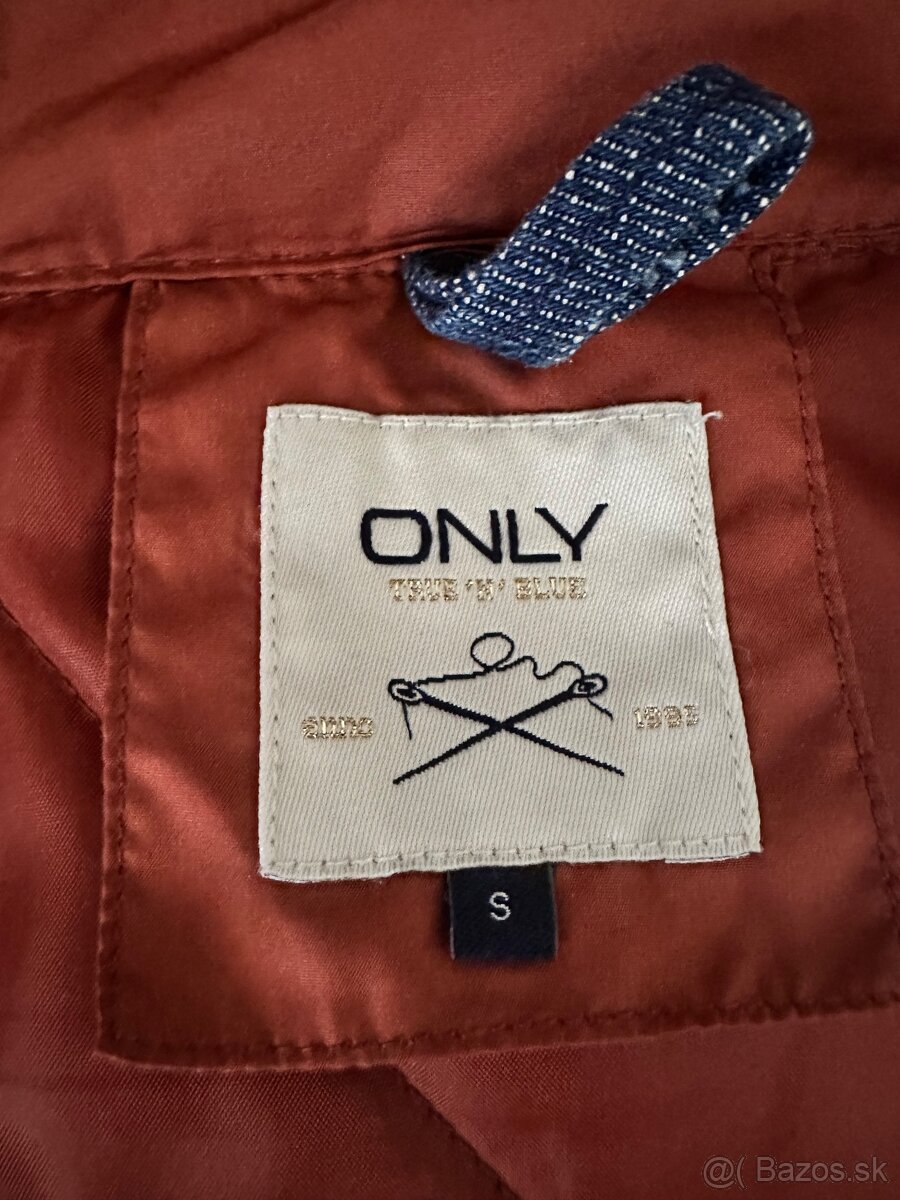 ONLY
TRUE 'N' BLUE
SINCE 1995
S
@( Bazos.sk